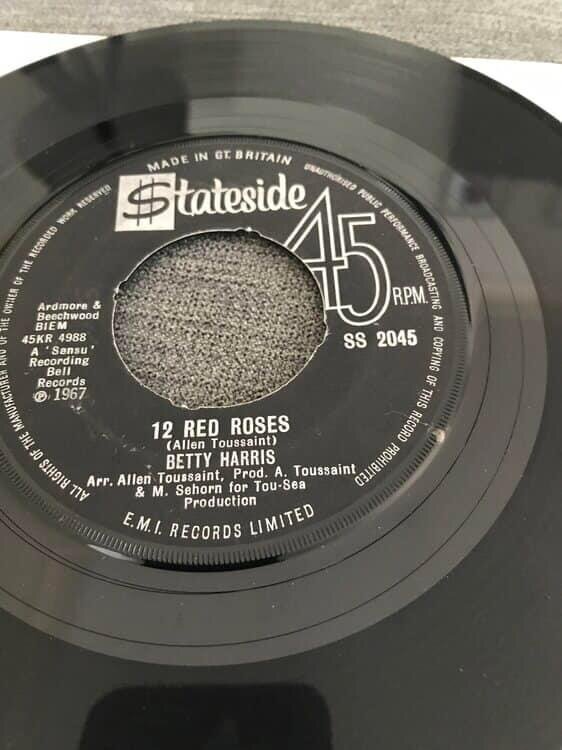 MADE IN GT. BRITAIN
UNAUTHORISED PUBLIC PERFORMANCE BROADCASTING AND COPYING OF THIS RECORD PROHIBITED
ALL RIGHTS OF THE MANUFACTURER AND OF THE OWNER OF THE RECORDED WORK RESERVED
$tateside
45
R.P.M.
SS 2045
Ardmore &
Beechwood
BIEM
45KR 4988
A 'Sensu'
Recording
Bell
Records
℗ 1967
12 RED ROSES
(Allen Toussaint)
BETTY HARRIS
Arr. Allen Toussaint, Prod. A. Toussaint
& M. Sehorn for Tou-Sea
Production
E.M.I. RECORDS LIMITED